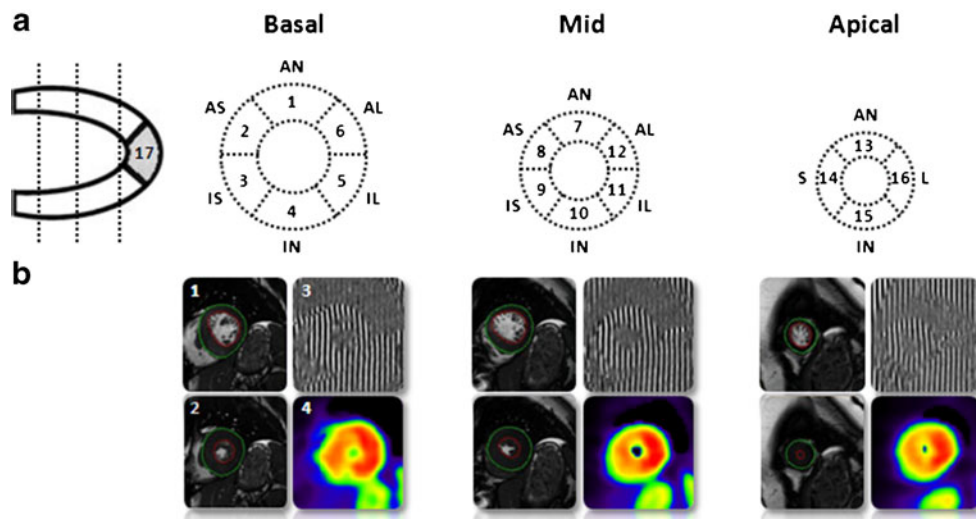 a
Basal
Mid
Apical
AN
AS
1
AL
2
6
3
5
IS
4
IL
IN
AN
AS
7
AL
8
12
9
11
IS
10
IL
IN
AN
13
S
14
16
L
15
IN
17
b
1
3
2
4